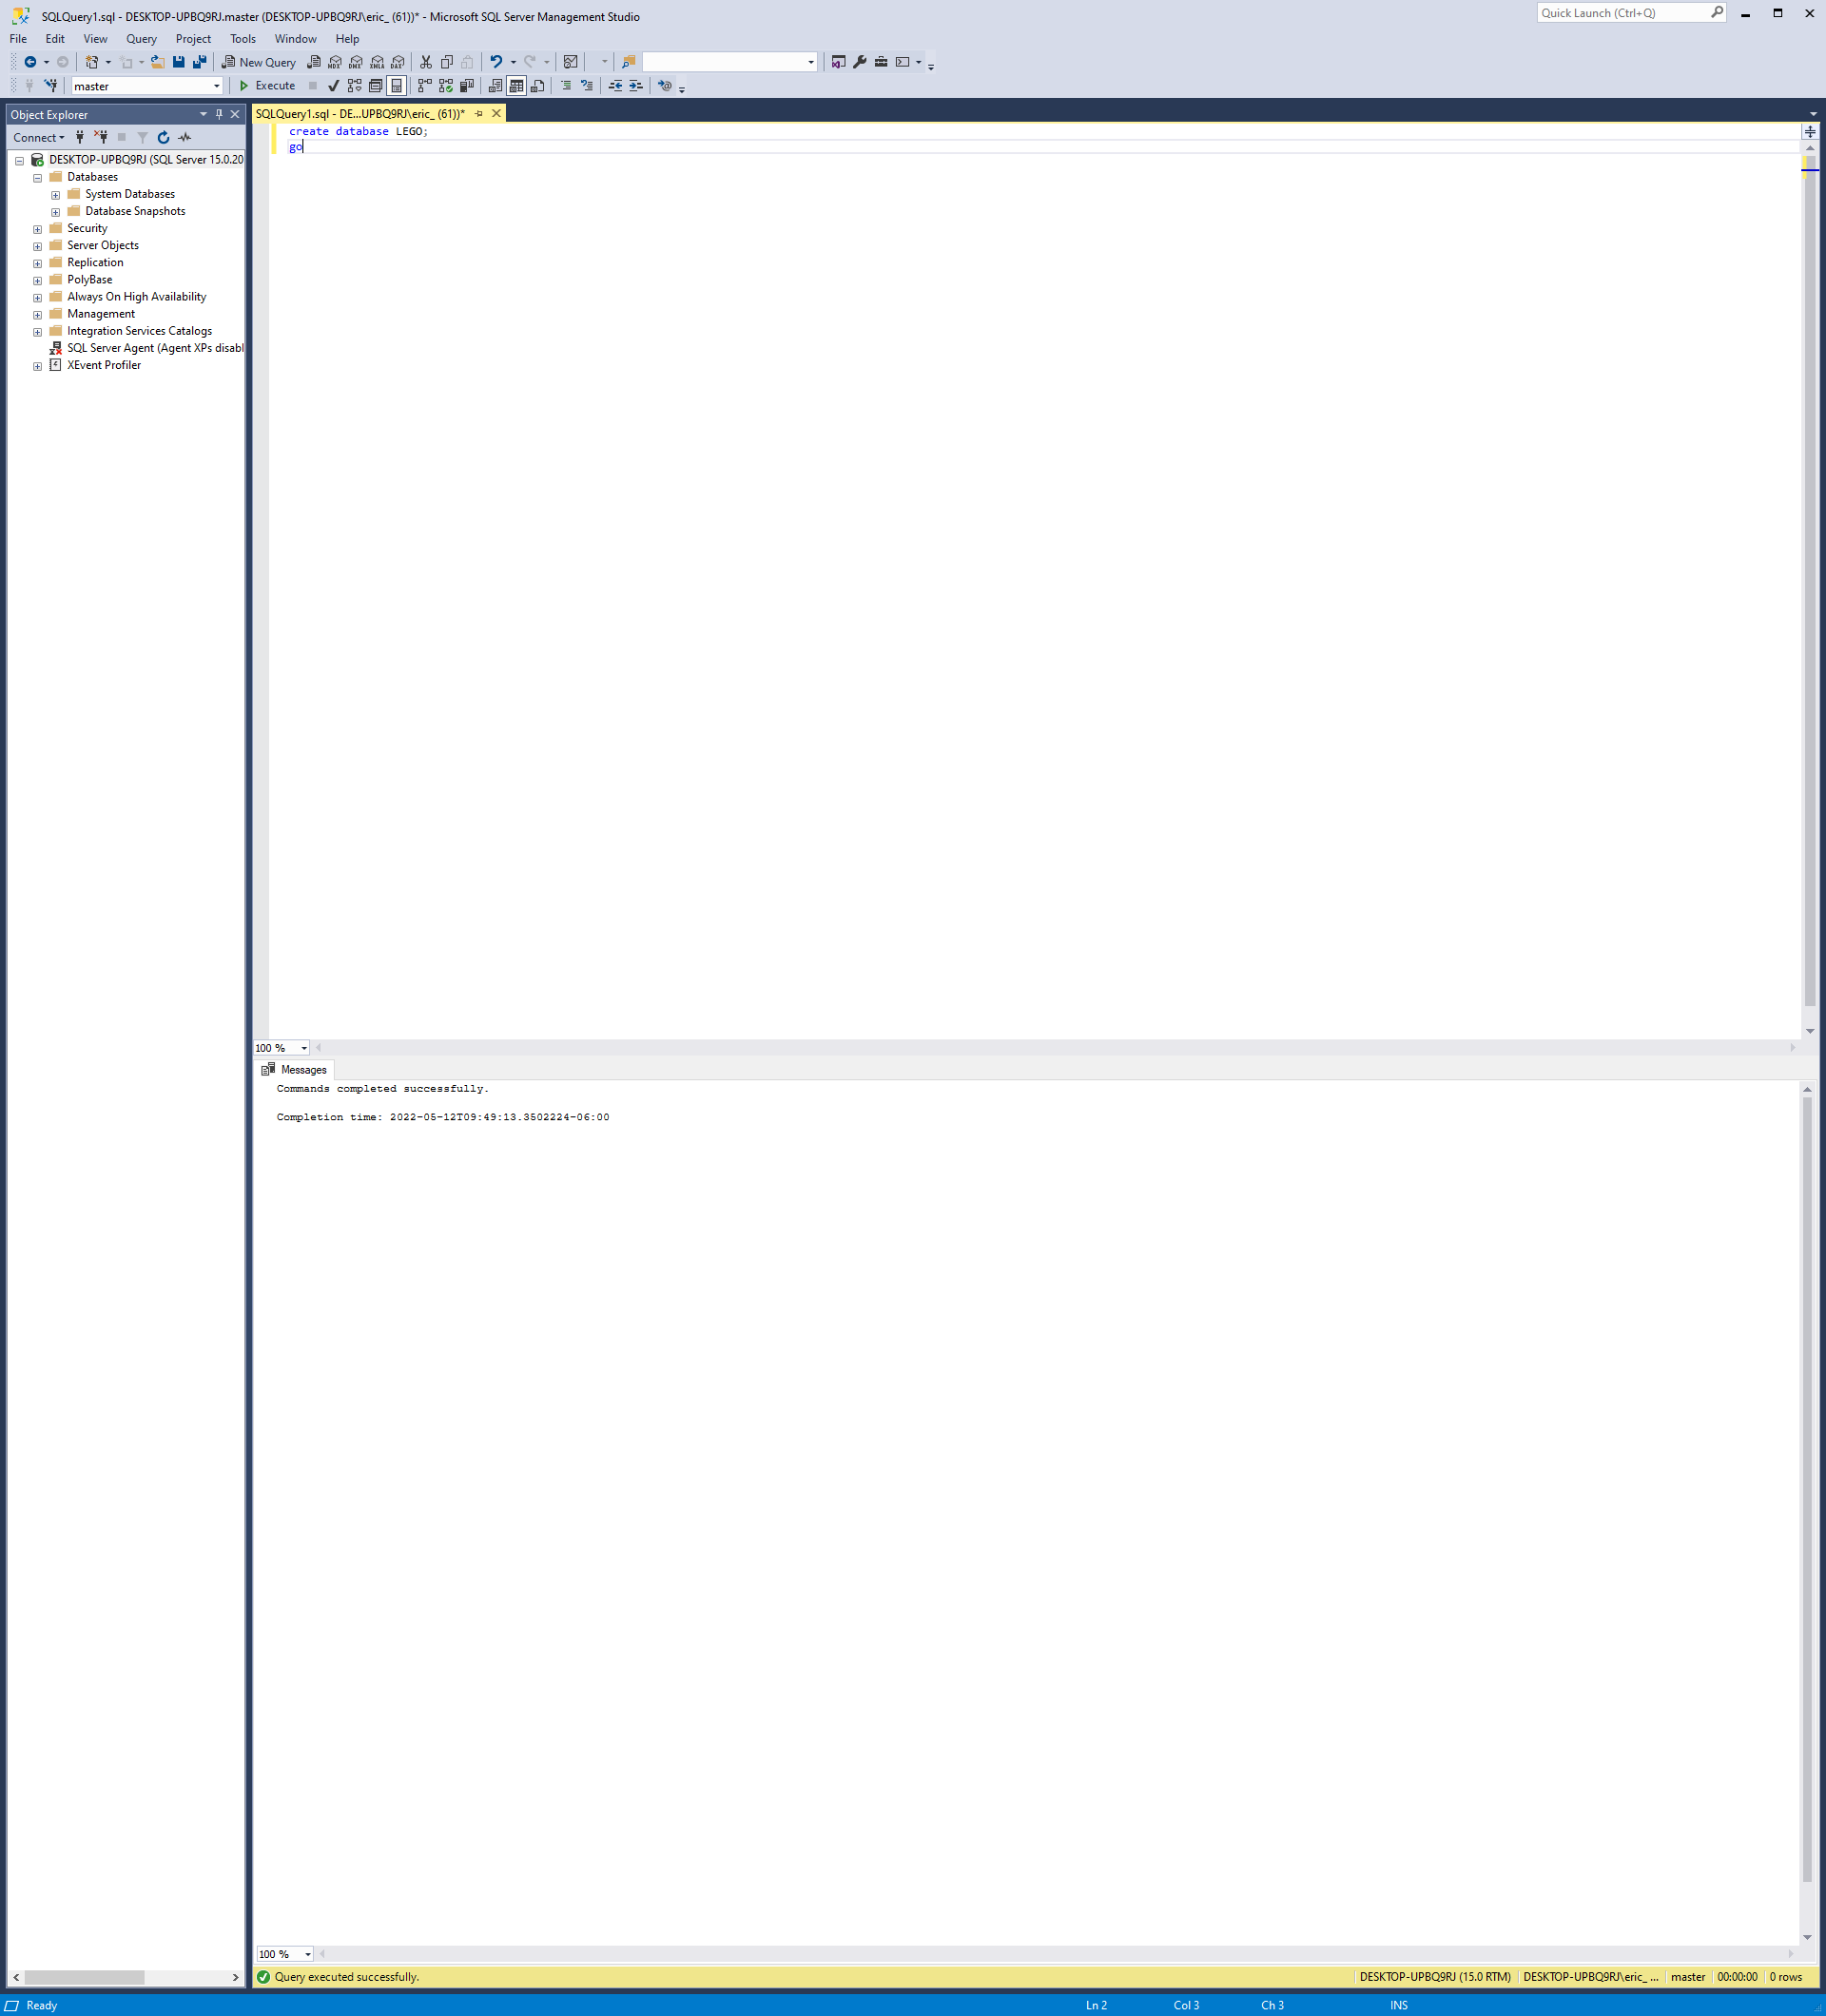 SQLQuery1.sql - DESKTOP-UPBQ9RJ.master (DESKTOP-UPBQ9RJ\eric_ (61))* - Microsoft SQL Server Management Studio
Quick Launch (Ctrl+Q)
File Edit View Query Project Tools Window Help
New Query MDX DMX XMLA DAX
master Execute
Object Explorer
SQLQuery1.sql - DE...UPBQ9RJ\eric_ (61))*
Connect
create database LEGO;
go
DESKTOP-UPBQ9RJ (SQL Server 15.0.20
Databases
System Databases
Database Snapshots
Security
Server Objects
Replication
PolyBase
Always On High Availability
Management
Integration Services Catalogs
SQL Server Agent (Agent XPs disabl
XEvent Profiler
100 %
Messages
Commands completed successfully.
Completion time: 2022-05-12T09:49:13.3502224-06:00
100 %
Query executed successfully.
DESKTOP-UPBQ9RJ (15.0 RTM) DESKTOP-UPBQ9RJ\eric_ ... master 00:00:00 0 rows
Ready Ln 2 Col 3 Ch 3 INS